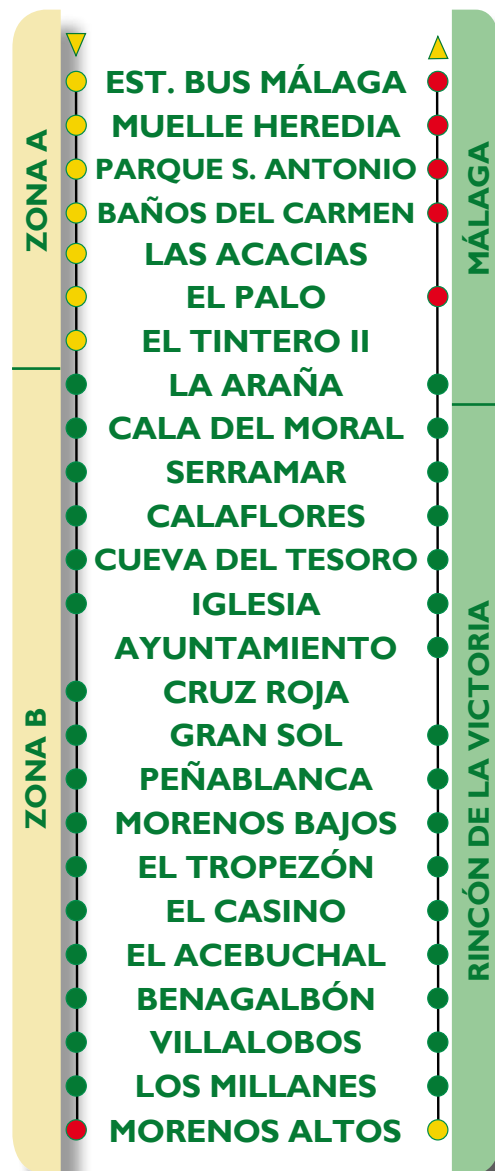 ZONA A
ZONA B
EST. BUS MÁLAGA
MUELLE HEREDIA
PARQUE S. ANTONIO
BAÑOS DEL CARMEN
LAS ACACIAS
EL PALO
EL TINTERO II
LA ARAÑA
CALA DEL MORAL
SERRAMAR
CALAFLORES
CUEVA DEL TESORO
IGLESIA
AYUNTAMIENTO
CRUZ ROJA
GRAN SOL
PEÑABLANCA
MORENOS BAJOS
EL TROPEZÓN
EL CASINO
EL ACEBUCHAL
BENAGALBÓN
VILLALOBOS
LOS MILLANES
MORENOS ALTOS
MÁLAGA
RINCÓN DE LA VICTORIA